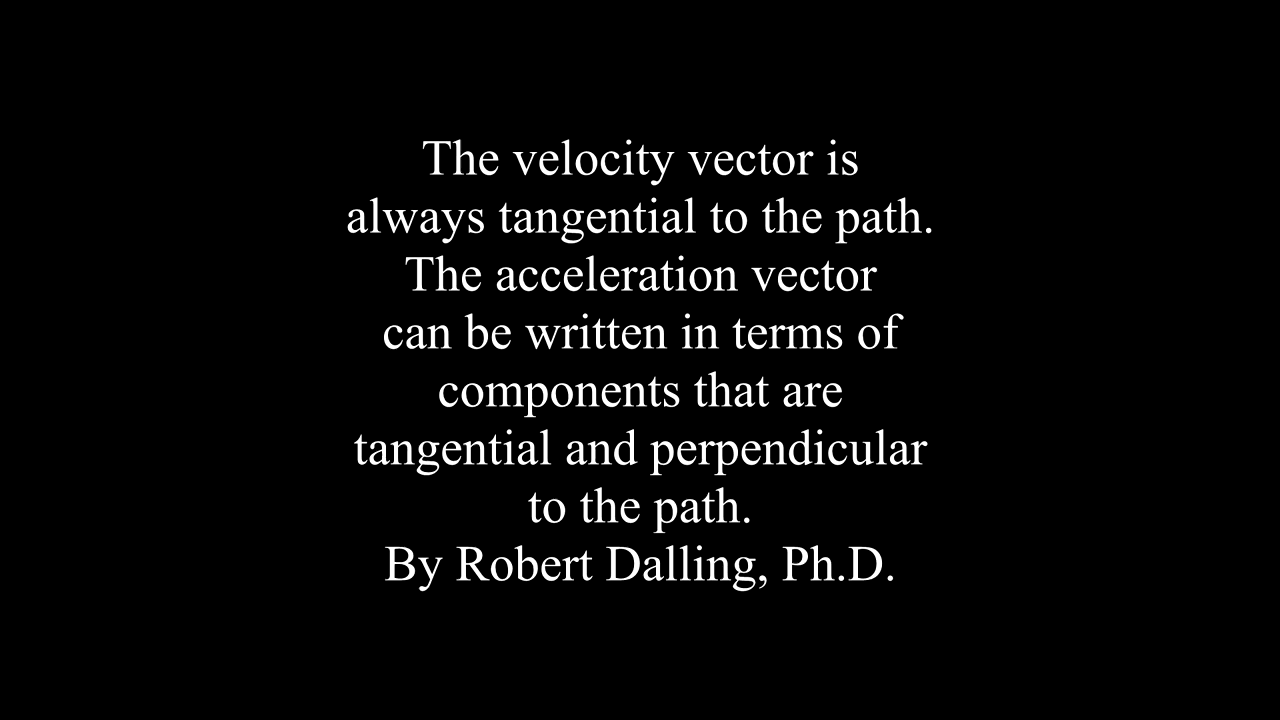 The velocity vector is
always tangential to the path.
The acceleration vector
can be written in terms of
components that are
tangential and perpendicular
to the path.
By Robert Dalling, Ph.D.